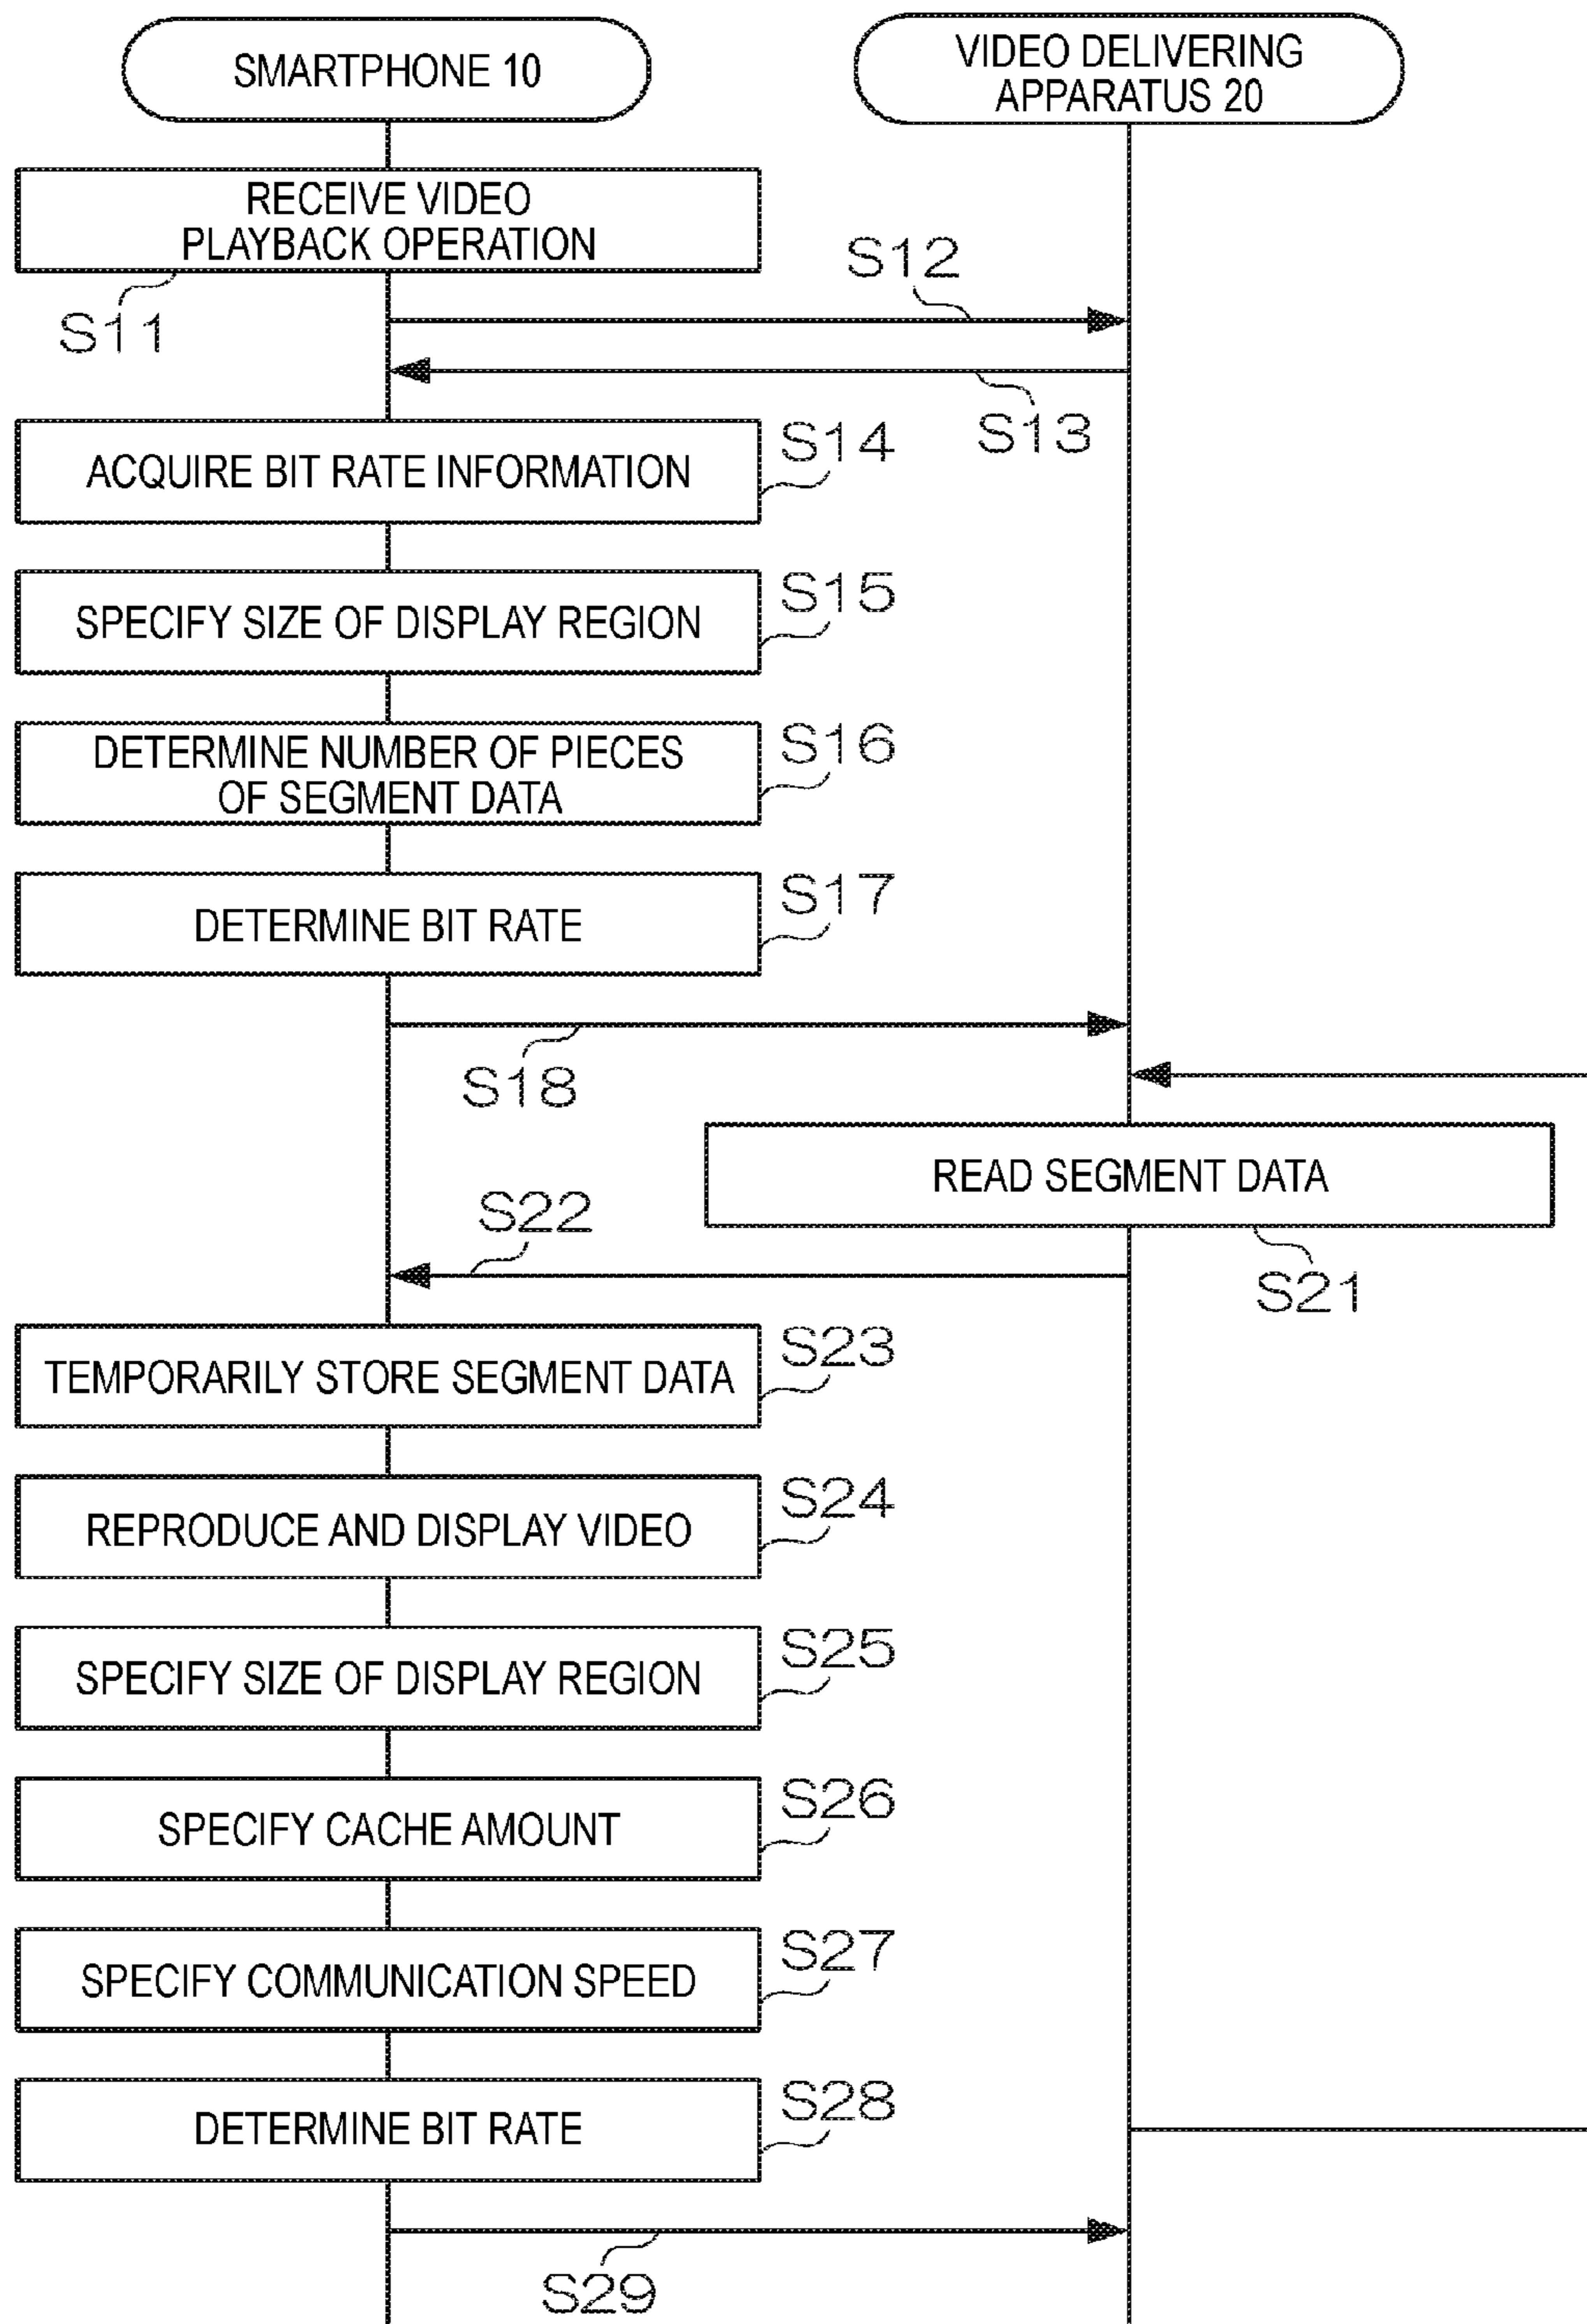 SMARTPHONE 10
VIDEO DELIVERING
APPARATUS 20
RECEIVE VIDEO
PLAYBACK OPERATION
S11
S12
S13
ACQUIRE BIT RATE INFORMATION
S14
SPECIFY SIZE OF DISPLAY REGION
S15
DETERMINE NUMBER OF PIECES
OF SEGMENT DATA
S16
DETERMINE BIT RATE
S17
S18
READ SEGMENT DATA
S21
S22
TEMPORARILY STORE SEGMENT DATA
S23
REPRODUCE AND DISPLAY VIDEO
S24
SPECIFY SIZE OF DISPLAY REGION
S25
SPECIFY CACHE AMOUNT
S26
SPECIFY COMMUNICATION SPEED
S27
DETERMINE BIT RATE
S28
S29